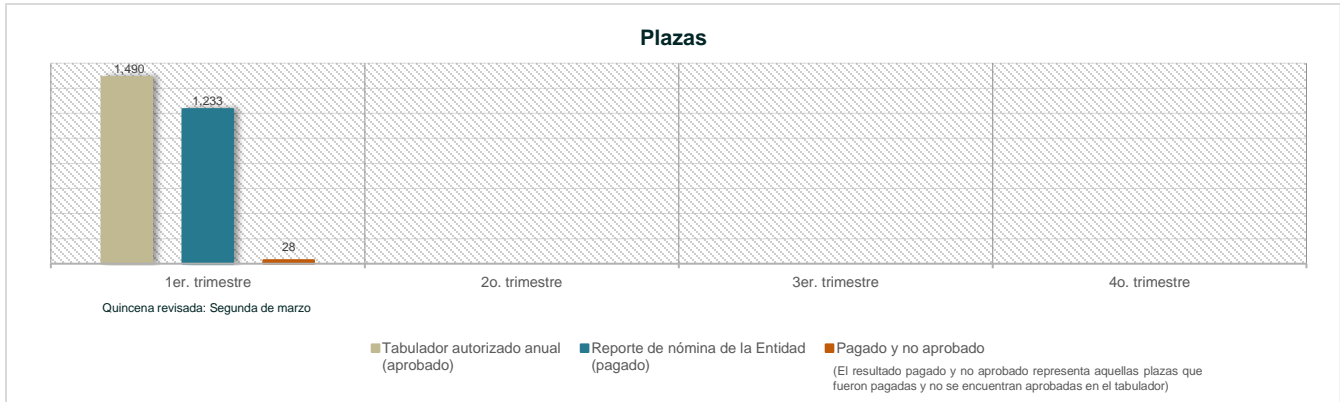 Plazas
1,490
1,233
28
1er. trimestre
2o. trimestre
3er. trimestre
4o. trimestre
Quincena revisada: Segunda de marzo
Tabulador autorizado anual
(aprobado)
Reporte de nómina de la Entidad
(pagado)
Pagado y no aprobado
(El resultado pagado y no aprobado representa aquellas plazas que
fueron pagadas y no se encuentran aprobadas en el tabulador)